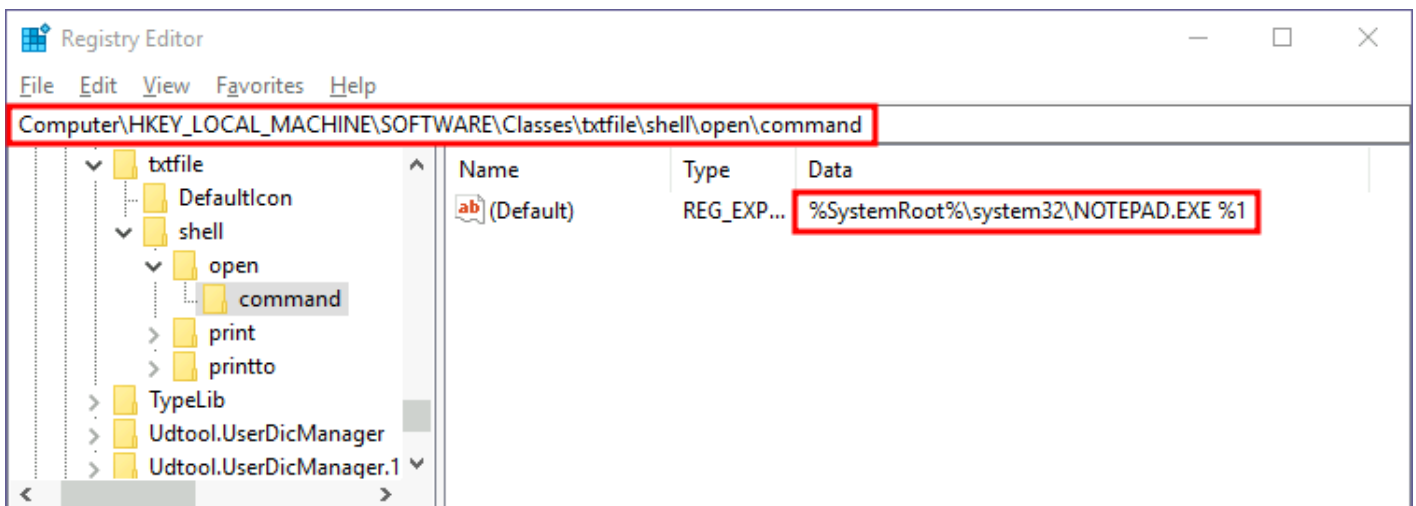 Registry Editor
File Edit View Favorites Help
Computer\HKEY_LOCAL_MACHINE\SOFTWARE\Classes\txtfile\shell\open\command
txtfile
DefaultIcon
shell
open
command
print
printto
TypeLib
Udtool.UserDicManager
Udtool.UserDicManager.1
Name Type Data
ab (Default) REG_EXP... %SystemRoot%\system32\NOTEPAD.EXE %1